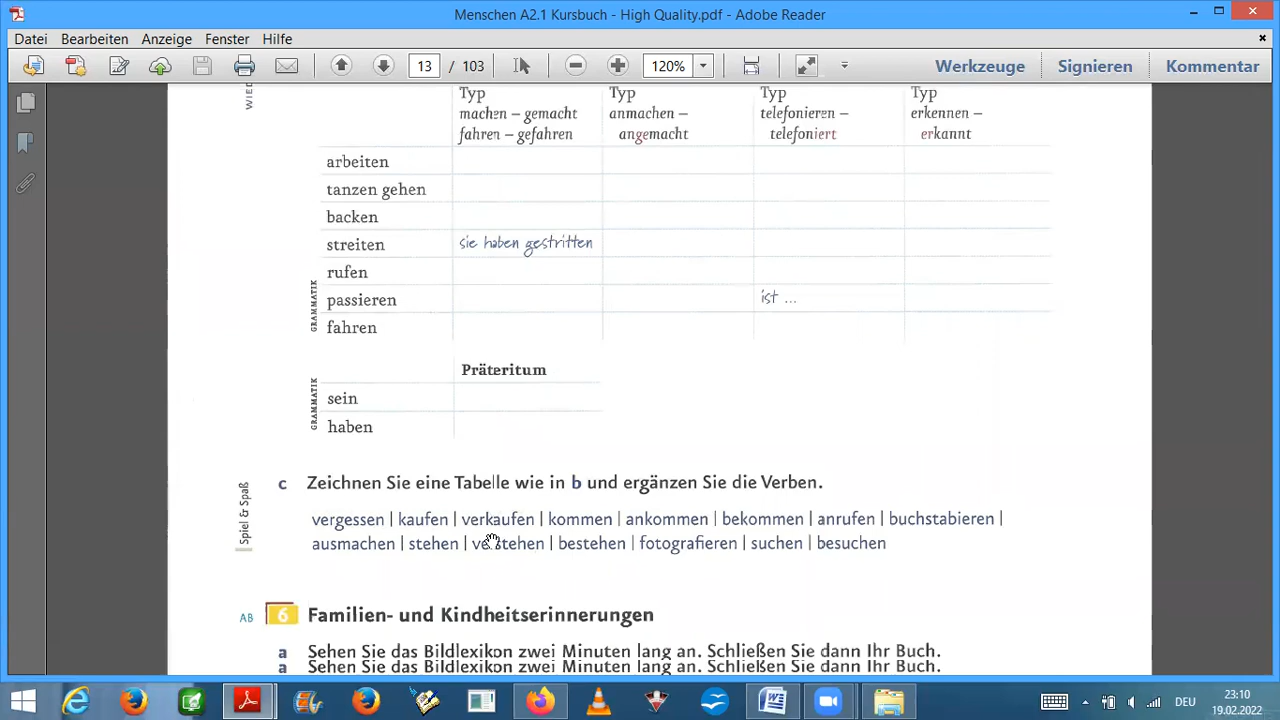 Menschen A2.1 Kursbuch - High Quality.pdf - Adobe Reader
Datei Bearbeiten Anzeige Fenster Hilfe
13 / 103 120% Werkzeuge Signieren Kommentar
WIED
Typ Typ Typ Typ
machen – gemacht anmachen – telefonieren – erkennen –
fahren – gefahren angemacht telefoniert erkannt
arbeiten
tanzen gehen
backen
streiten sie haben gestritten
rufen
passieren ist ...
fahren
GRAMMATIK
Präteritum
sein
haben
GRAMMATIK
c Zeichnen Sie eine Tabelle wie in b und ergänzen Sie die Verben.
Spiel & Spaß
vergessen | kaufen | verkaufen | kommen | ankommen | bekommen | anrufen | buchstabieren |
ausmachen | stehen | verstehen | bestehen | fotografieren | suchen | besuchen
AB 6 Familien- und Kindheitserinnerungen
a Sehen Sie das Bildlexikon zwei Minuten lang an. Schließen Sie dann Ihr Buch.
a Sehen Sie das Bildlexikon zwei Minuten lang an. Schließen Sie dann Ihr Buch.
DEU 23:10
19.02.2022